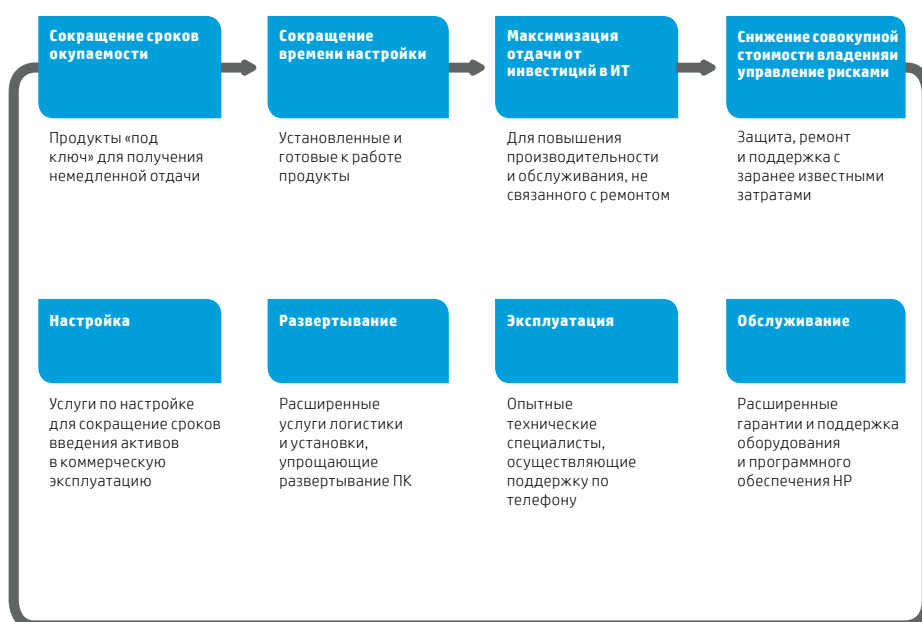 Сокращение сроков
окупаемости
Продукты «под
ключ» для получения
немедленной отдачи
Сокращение
времени настройки
Установленные и
готовые к работе
продукты
Максимизация
отдачи от
инвестиций в ИТ
Для повышения
производительности
и обслуживания, не
связанного с ремонтом
Снижение совокупной
стоимости владенияи
управление рисками
Защита, ремонт
и поддержка с
заранее известными
затратами
Настройка
Услуги по настройке
для сокращение сроков
введения активов
в коммерческую
эксплуатацию
Развертывание
Расширенные
услуги логистики
и установки,
упрощающие
развертывание ПК
Эксплуатация
Опытные
технические
специалисты,
осуществляющие
поддержку по
телефону
Обслуживание
Расширенные
гарантии и поддержка
оборудования
и программного
обеспечения HP